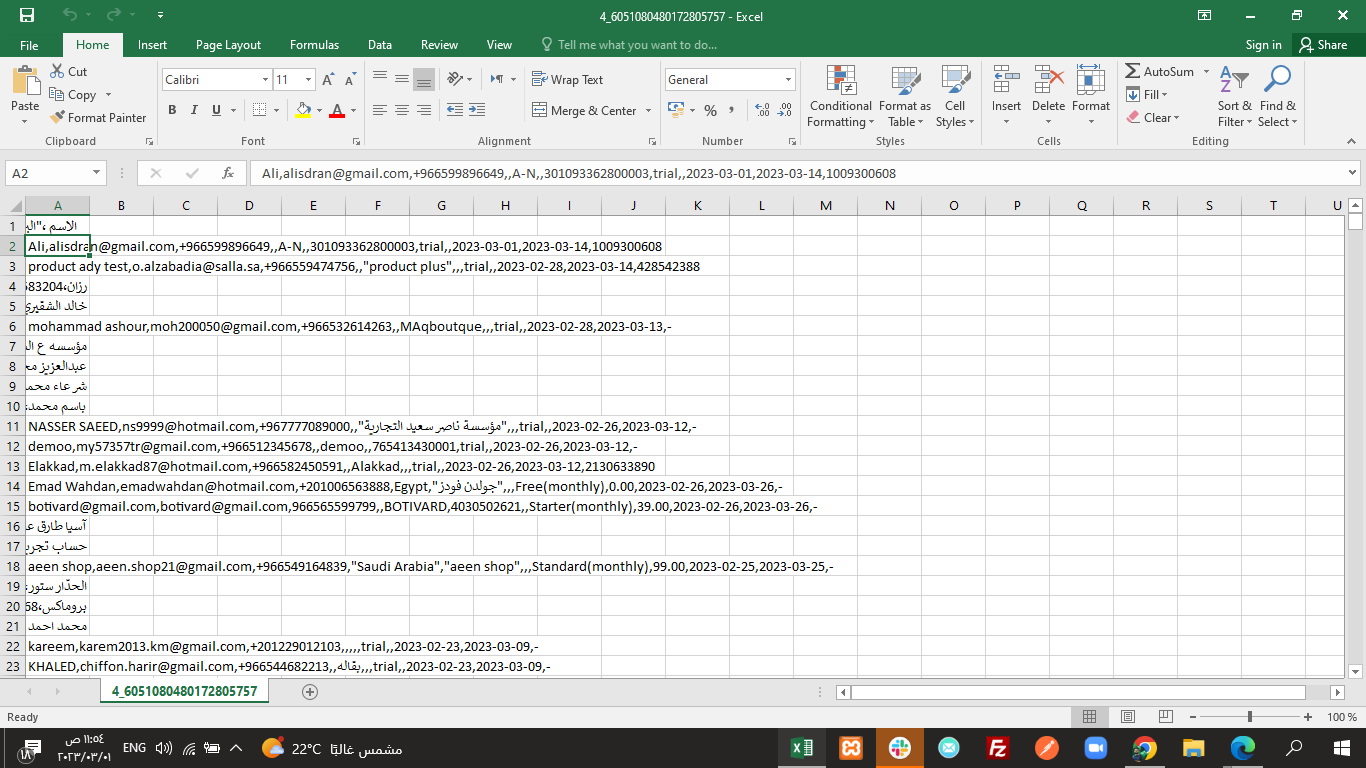 4_6051080480172805757 - Excel
File Home Insert Page Layout Formulas Data Review View Tell me what you want to do... Sign in Share
Paste Cut Copy Format Painter Clipboard
Calibri 11 B I U Font
Wrap Text Merge & Center Alignment
General % Number
Conditional Formatting Format as Table Cell Styles Styles
Insert Delete Format Cells
AutoSum Fill Clear Sort & Filter Find & Select Editing
A2 fx Ali,alisdran@gmail.com,+966599896649,,A-N,,301093362800003,trial,,2023-03-01,2023-03-14,1009300608
A B C D E F G H I J K L M N O P Q R S T U
1 الاسم ,"الب
2 Ali,alisdran@gmail.com,+966599896649,,A-N,,301093362800003,trial,,2023-03-01,2023-03-14,1009300608
3 product ady test,o.alzabadia@salla.sa,+966559474756,,"product plus",,,trial,,2023-02-28,2023-03-14,428542388
4 رزان,683204
5 خالد الشقيري
6 mohammad ashour,moh200050@gmail.com,+966532614263,,MAqboutque,,,trial,,2023-02-28,2023-03-13,-
7 مؤسسه ع ال
8 عبدالعزيز مح
9 شرعاء محمد
10 باسم محمد,
11 NASSER SAEED,ns9999@hotmail.com,+967777089000,,"مؤسسة ناصر سعيد التجارية",,,trial,,2023-02-26,2023-03-12,-
12 demoo,my57357tr@gmail.com,+966512345678,,demoo,,765413430001,trial,,2023-02-26,2023-03-12,-
13 Elakkad,m.elakkad87@hotmail.com,+966582450591,,Alakkad,,,trial,,2023-02-26,2023-03-12,2130633890
14 Emad Wahdan,emadwahdan@hotmail.com,+201006563888,Egypt,"جولدن فودز",,,Free(monthly),0.00,2023-02-26,2023-03-26,-
15 botivard@gmail.com,botivard@gmail.com,966565599799,,BOTIVARD,4030502621,,Starter(monthly),39.00,2023-02-26,2023-03-26,-
16 آسيا طارق ع
17 حساب تجري
18 aeen shop,aeen.shop21@gmail.com,+966549164839,"Saudi Arabia","aeen shop",,,Standard(monthly),99.00,2023-02-25,2023-03-25,-
19 الحدّار ستور,
20 بروماكس,68
21 محمد احمد
22 kareem,karem2013.km@gmail.com,+201229012103,,,,,trial,,2023-02-23,2023-03-09,-
23 KHALED,chiffon.harir@gmail.com,+966544682213,,بقاله,,,trial,,2023-02-23,2023-03-09,-
4_6051080480172805757
Ready 100 %
١٨ ١١:٥٤ ص ENG 22°C مشمس غالبًا
٢٠٢٣/٠٣/٠١